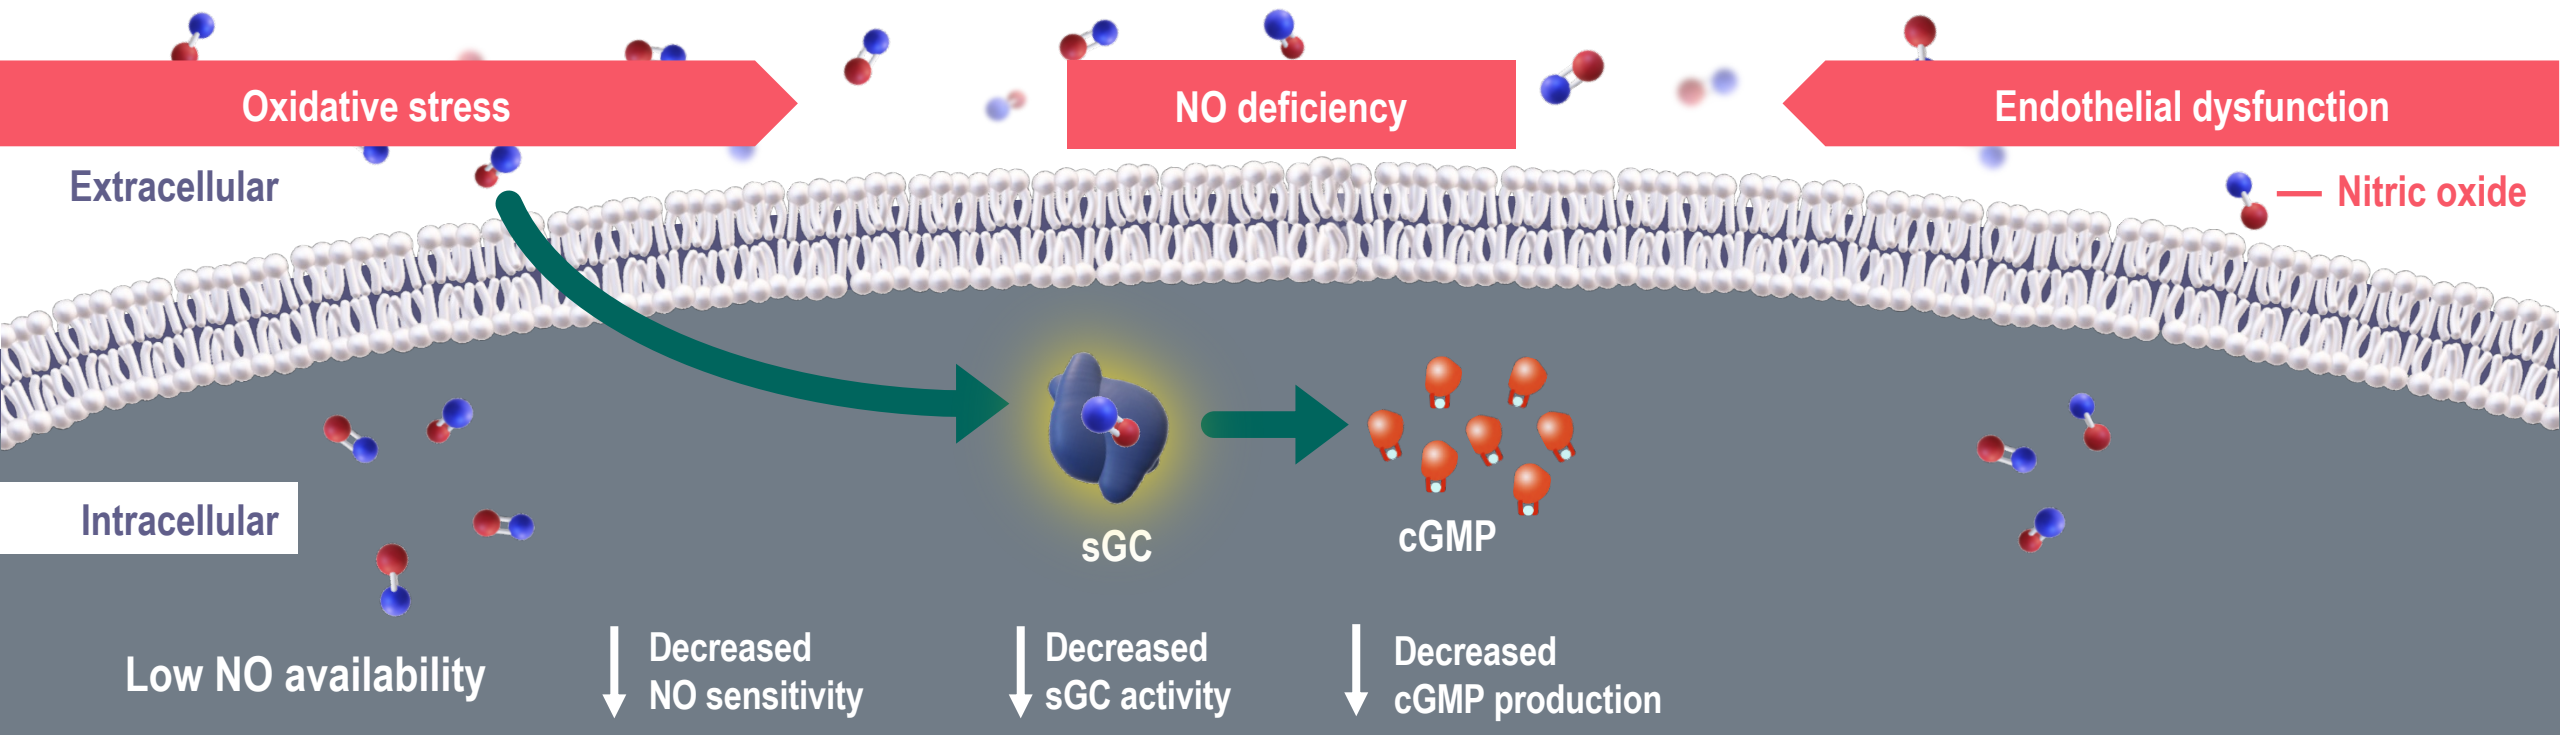 Oxidative stress
NO deficiency
Endothelial dysfunction
Extracellular
Nitric oxide
Intracellular
sGC
cGMP
Low NO availability
Decreased
NO sensitivity
Decreased
sGC activity
Decreased
cGMP production